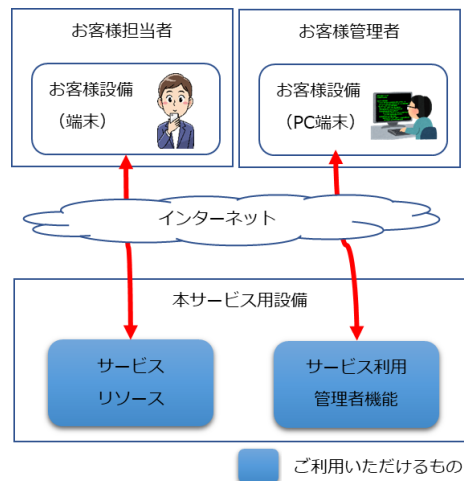 お客様担当者
お客様設備
（端末）
お客様管理者
お客様設備
（PC端末）
インターネット
本サービス用設備
サービス
リソース
サービス利用
管理者機能
ご利用いただけるもの